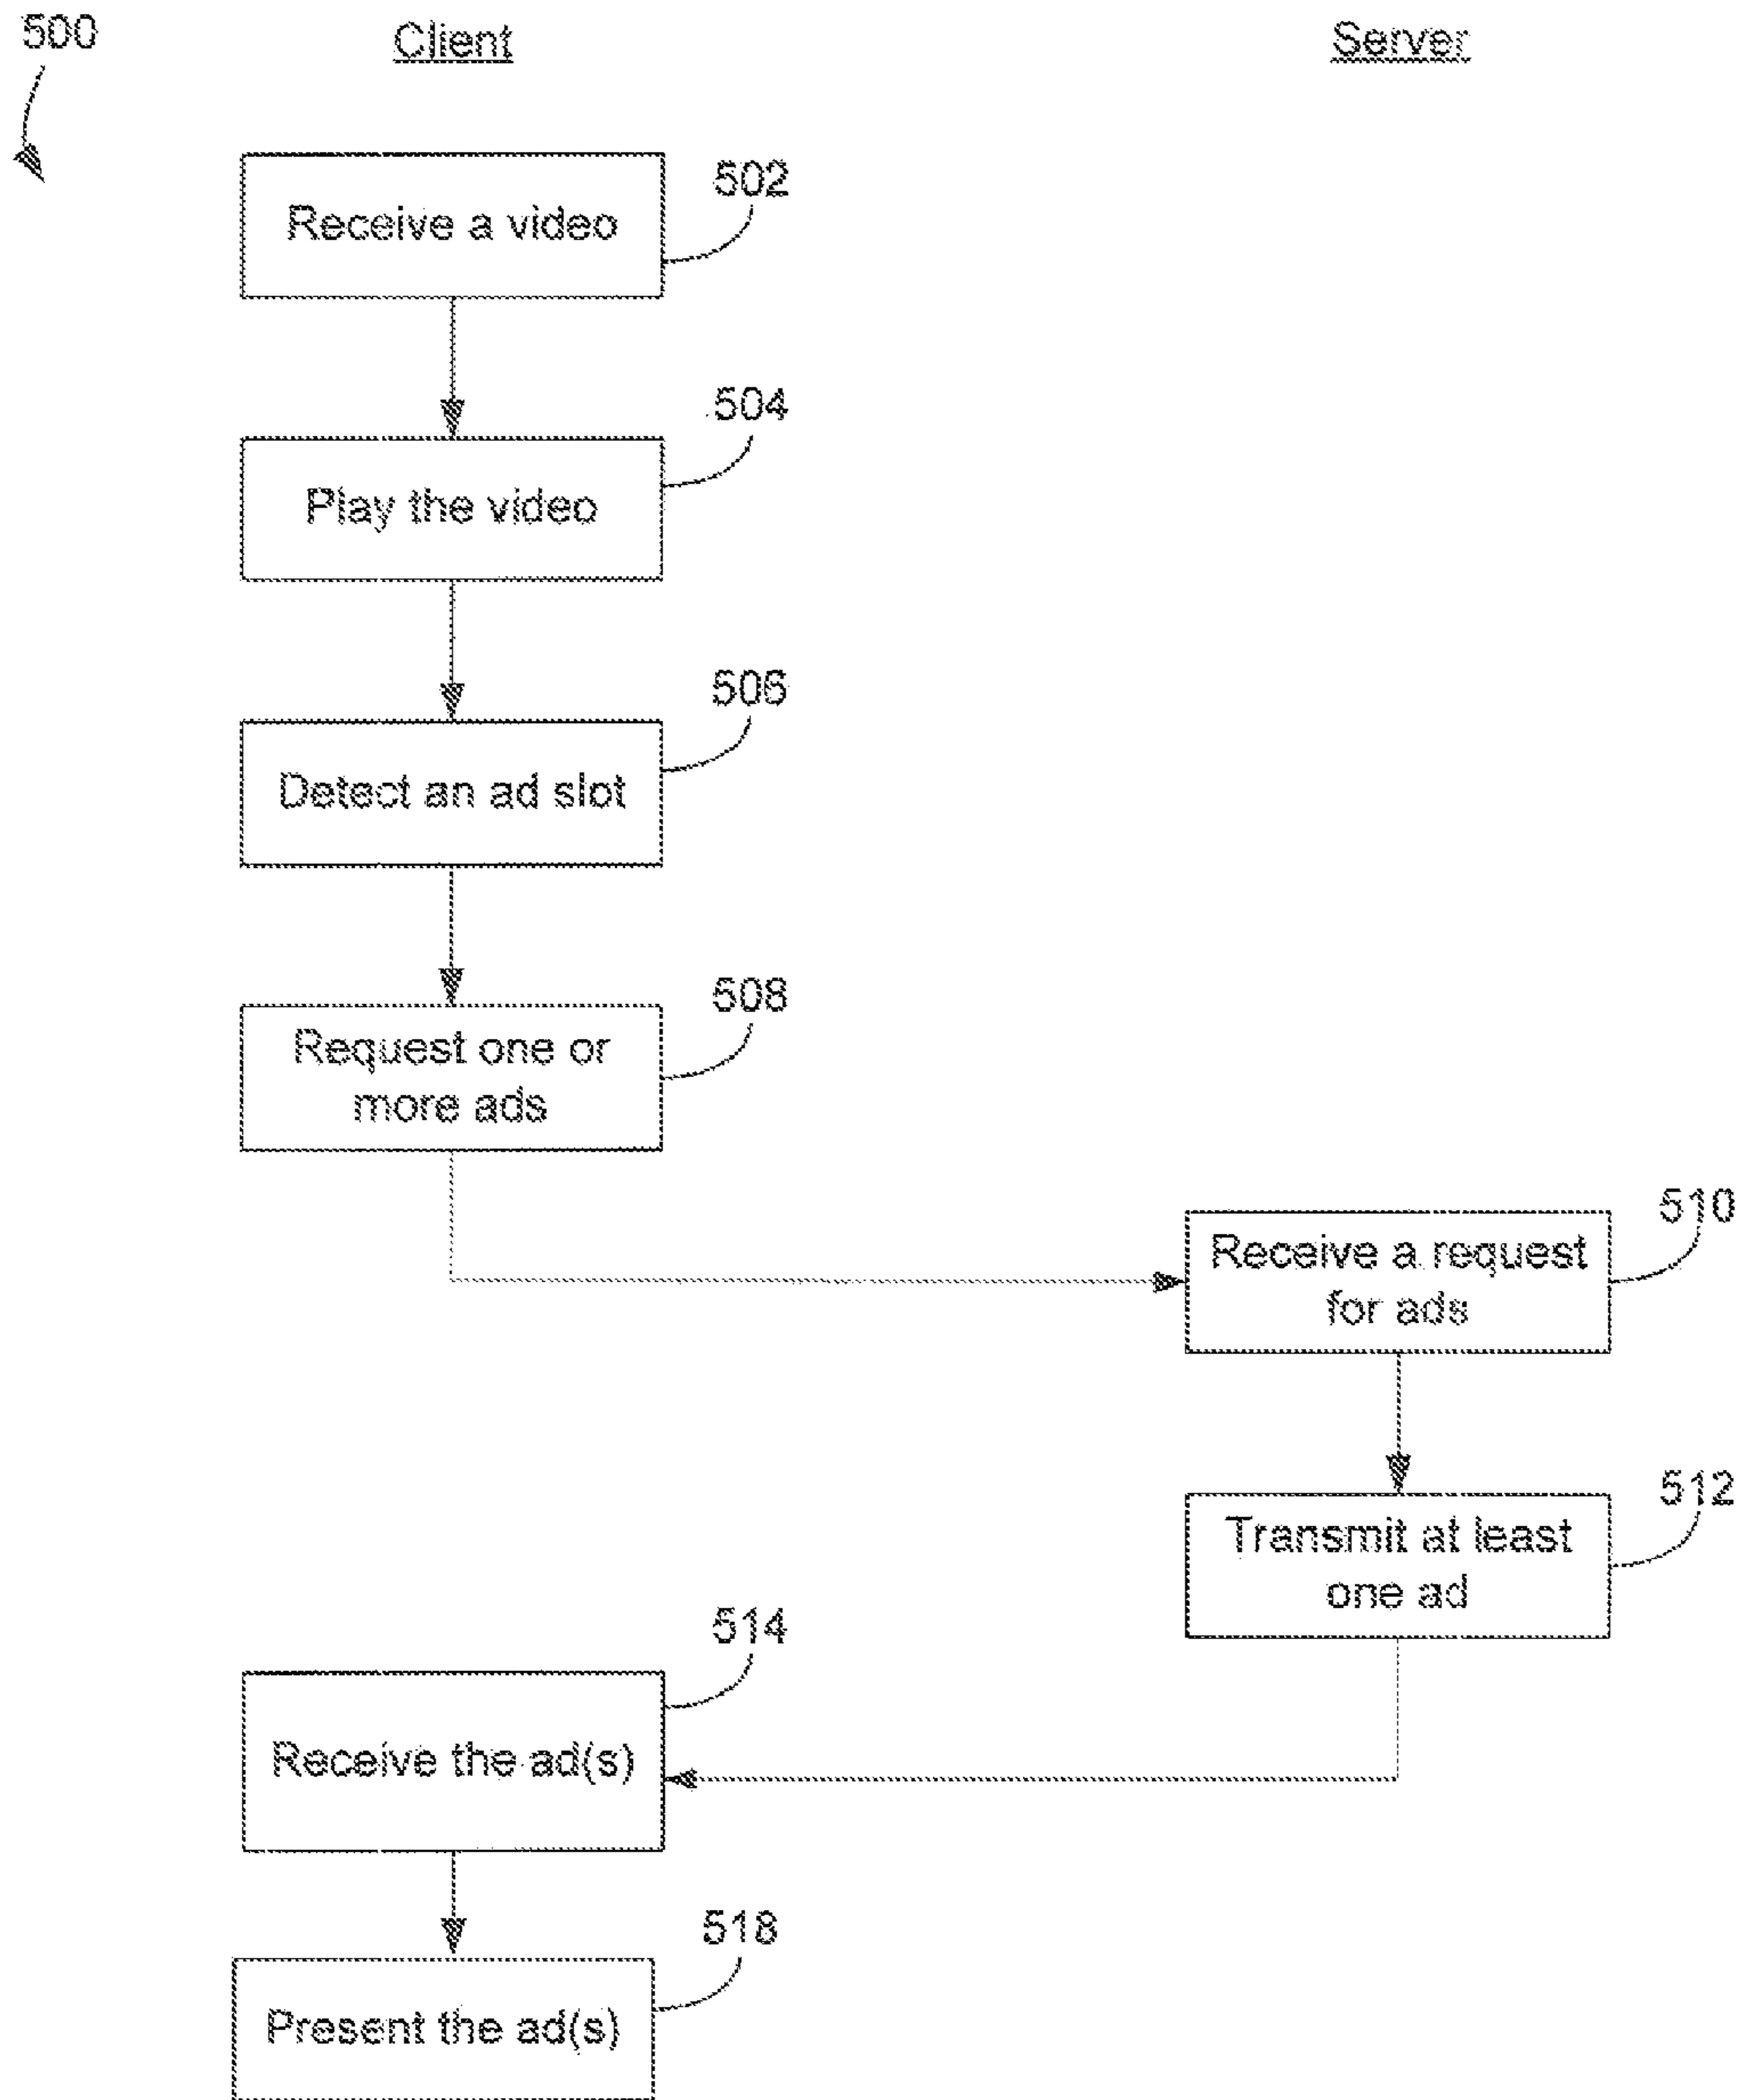 500
Client
Server
502
Receive a video
504
Play the video
506
Detect an ad slot
508
Request one or
more ads
510
Receive a request
for ads
512
Transmit at least
one ad
514
Receive the ad(s)
518
Present the ad(s)